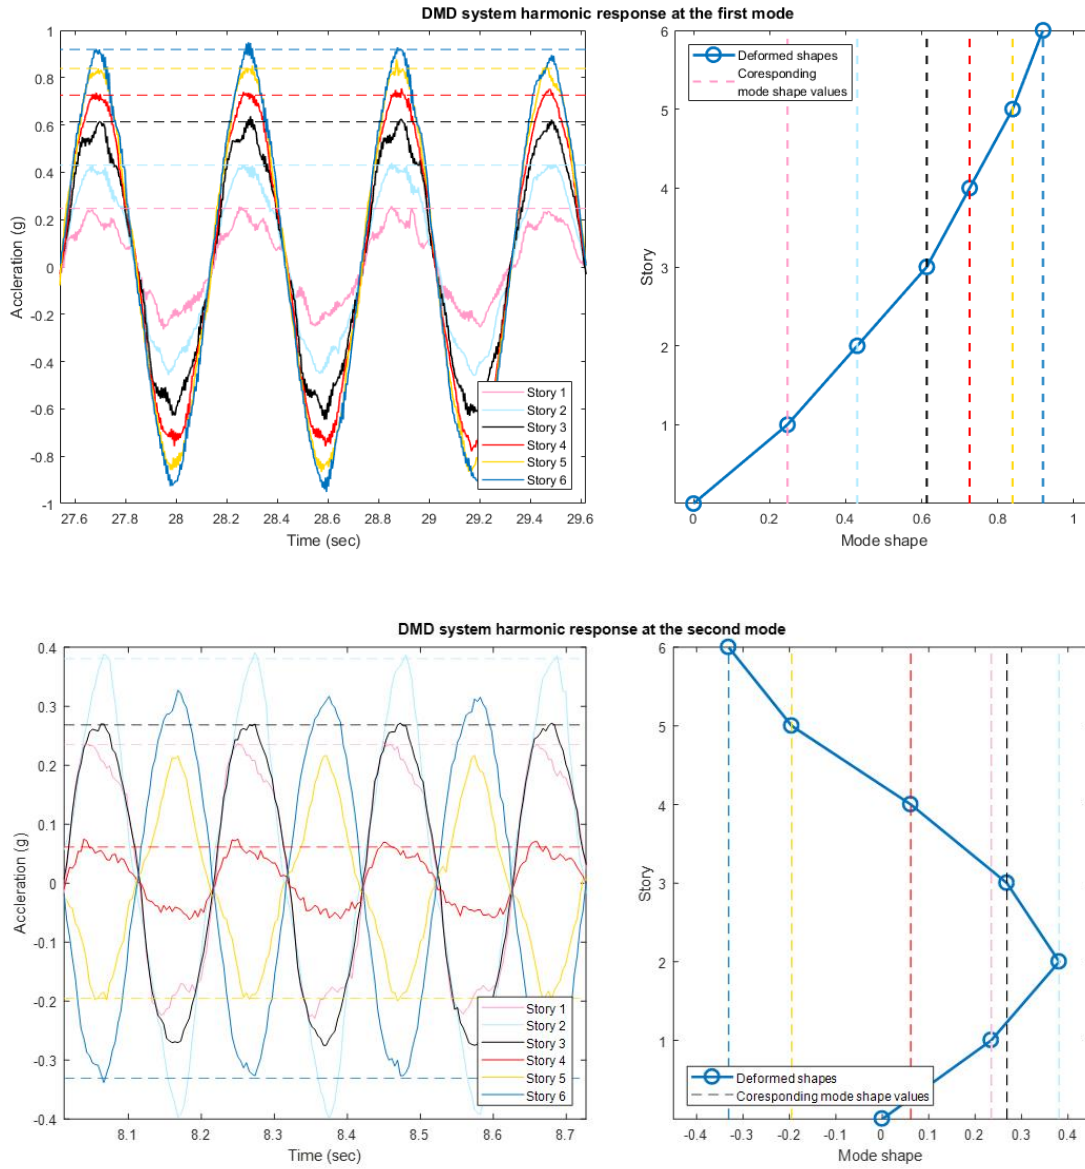 DMD system harmonic response at the first mode
1
0.8
0.6
0.4
0.2
0
-0.2
-0.4
-0.6
-0.8
-1
Accleration (g)
Story 1
Story 2
Story 3
Story 4
Story 5
Story 6
27.6 27.8 28 28.2 28.4 28.6 28.8 29 29.2 29.4 29.6
Time (sec)
6
5
4
3
2
1
Story
Deformed shapes
Coresponding
mode shape values
0 0.2 0.4 0.6 0.8 1
Mode shape
DMD system harmonic response at the second mode
0.4
0.3
0.2
0.1
0
-0.1
-0.2
-0.3
-0.4
Accleration (g)
Story 1
Story 2
Story 3
Story 4
Story 5
Story 6
8.1 8.2 8.3 8.4 8.5 8.6 8.7
Time (sec)
6
5
4
3
2
1
Story
Deformed shapes
Coresponding mode shape values
-0.4 -0.3 -0.2 -0.1 0 0.1 0.2 0.3 0.4
Mode shape